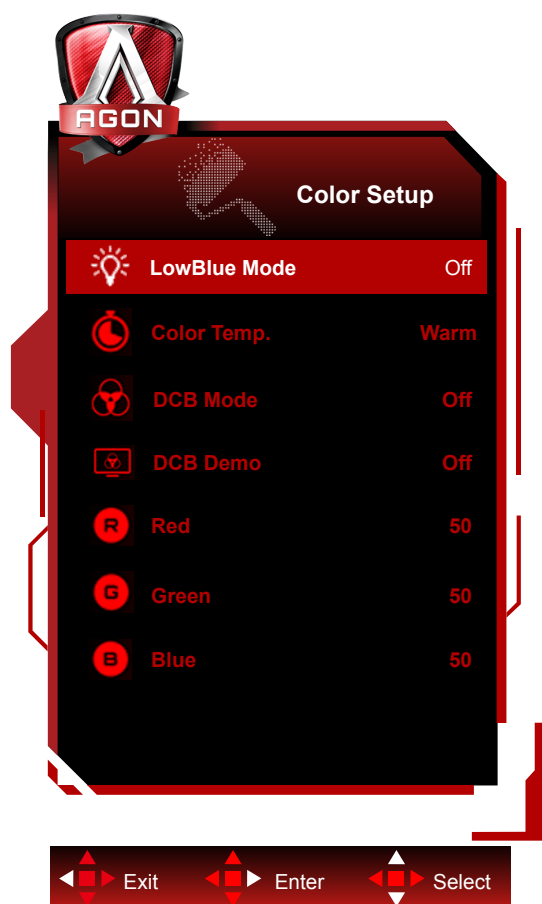 AGON
Color Setup
LowBlue Mode Off
Color Temp. Warm
DCB Mode Off
DCB Demo Off
R Red 50
G Green 50
B Blue 50
Exit Enter Select